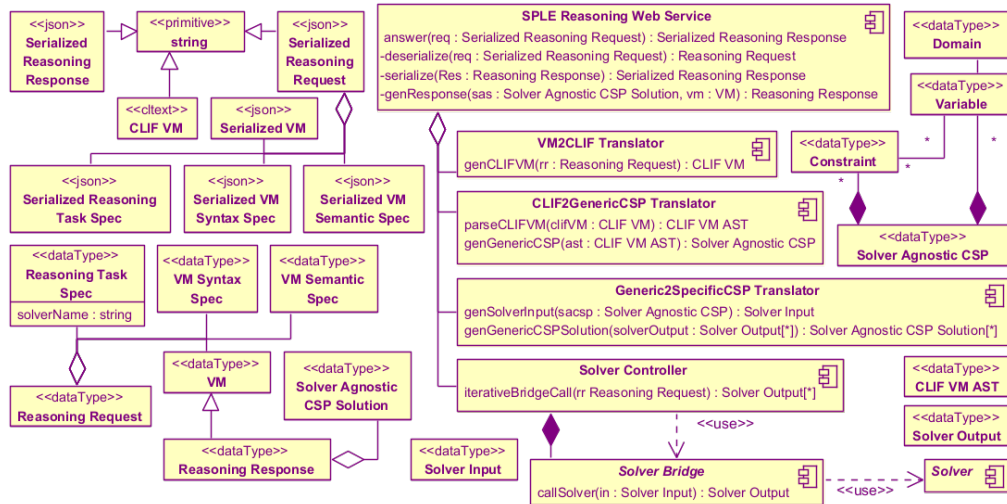 <<json>>
Serialized
Reasoning
Response
<<primitive>>
string
<<json>>
Serialized
Reasoning
Request
<<cltext>>
CLIF VM
<<json>>
Serialized VM
<<json>>
Serialized Reasoning
Task Spec
<<json>>
Serialized VM
Syntax Spec
<<json>>
Serialized VM
Semantic Spec
<<dataType>>
Reasoning Task
Spec
solverName : string
<<dataType>>
VM Syntax
Spec
<<dataType>>
VM Semantic
Spec
<<dataType>>
Reasoning Request
<<dataType>>
VM
<<dataType>>
Solver Agnostic
CSP Solution
<<dataType>>
Reasoning Response
SPLE Reasoning Web Service
answer(req : Serialized Reasoning Request) : Serialized Reasoning Response
-deserialize(req : Serialized Reasoning Request) : Reasoning Request
-serialize(Res : Reasoning Response) : Serialized Reasoning Response
-genResponse(sas : Solver Agnostic CSP Solution, vm : VM) : Reasoning Response
VM2CLIF Translator
genCLIFVM(rr : Reasoning Request) : CLIF VM
CLIF2GenericCSP Translator
parseCLIFVM(clifVM : CLIF VM) : CLIF VM AST
genGenericCSP(ast : CLIF VM AST) : Solver Agnostic CSP
Generic2SpecificCSP Translator
genSolverInput(sacsp : Solver Agnostic CSP) : Solver Input
genGenericCSPSolution(solverOutput : Solver Output[*]) : Solver Agnostic CSP Solution[*]
Solver Controller
iterativeBridgeCall(rr Reasoning Request) : Solver Output[*]
<<use>>
<<dataType>>
Solver Input
Solver Bridge
callSolver(in : Solver Input) : Solver Output
<<use>>
Solver
<<dataType>>
Domain
<<dataType>>
Variable
*
*
<<dataType>>
Constraint
*
*
<<dataType>>
Solver Agnostic CSP
<<dataType>>
CLIF VM AST
<<dataType>>
Solver Output